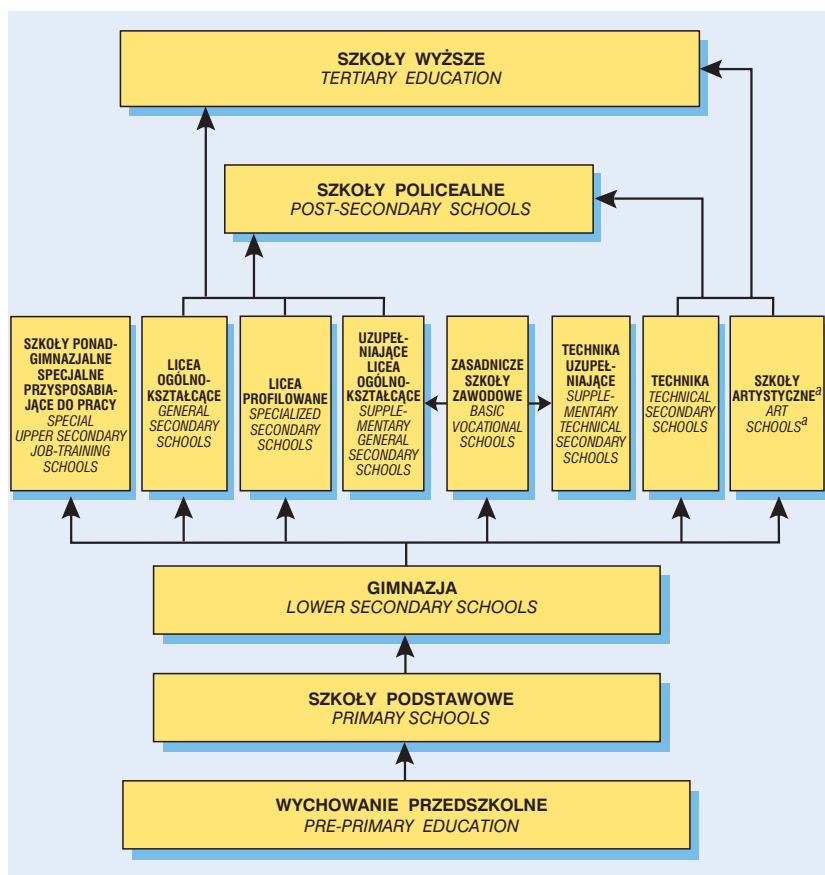 SZKOŁY WYŻSZE
TERTIARY EDUCATION
SZKOŁY POLICEALNE
POST-SECONDARY SCHOOLS
SZKOŁY PONAD-
GIMNAZJALNE
SPECJALNE
PRZYSPOSABIA-
JĄCE DO PRACY
SPECIAL
UPPER SECONDARY
JOB-TRAINING
SCHOOLS
LICEA
OGÓLNO-
KSZTAŁCĄCE
GENERAL
SECONDARY
SCHOOLS
LICEA
PROFILOWANE
SPECIALIZED
SECONDARY
SCHOOLS
UZUPEŁ-
NIAJĄCE
LICEA
OGÓLNO-
KSZTAŁCĄCE
SUPPLE-
MENTARY
GENERAL
SECONDARY
SCHOOLS
ZASADNICZE
SZKOŁY
ZAWODOWE
BASIC
VOCATIONAL
SCHOOLS
TECHNIKA
UZUPEŁ-
NIAJĄCE
SUPPLE-
MENTARY
TECHNICAL
SECONDARY
SCHOOLS
TECHNIKA
TECHNICAL
SECONDARY
SCHOOLS
SZKOŁY
ARTYSTYCZNEa
ART
SCHOOLSa
GIMNAZJA
LOWER SECONDARY SCHOOLS
SZKOŁY PODSTAWOWE
PRIMARY SCHOOLS
WYCHOWANIE PRZEDSZKOLNE
PRE-PRIMARY EDUCATION